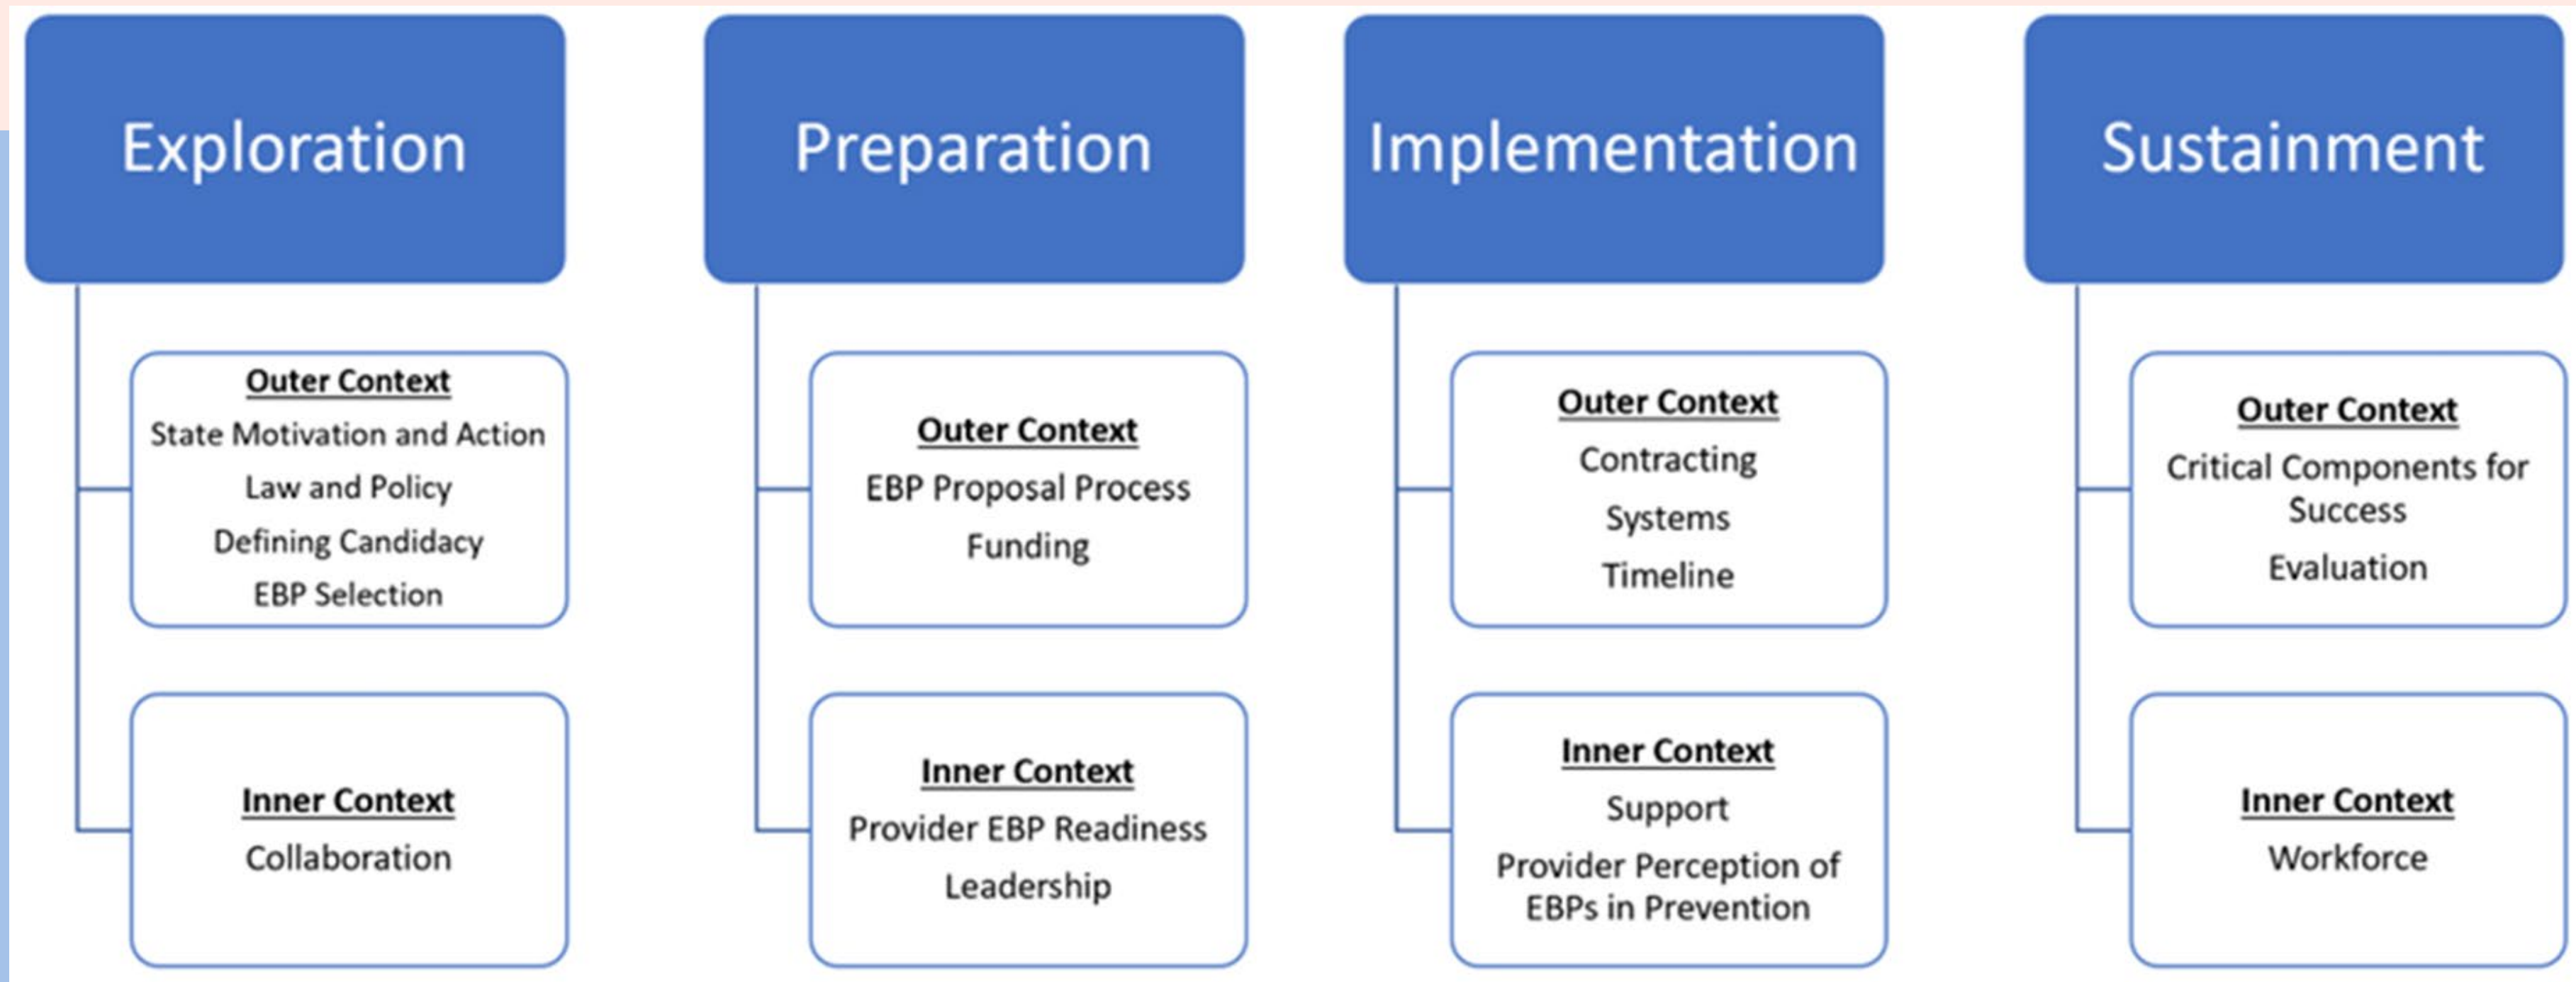 Exploration
Outer Context
State Motivation and Action
Law and Policy
Defining Candidacy
EBP Selection
Inner Context
Collaboration
Preparation
Outer Context
EBP Proposal Process
Funding
Inner Context
Provider EBP Readiness
Leadership
Implementation
Outer Context
Contracting
Systems
Timeline
Inner Context
Support
Provider Perception of
EBPs in Prevention
Sustainment
Outer Context
Critical Components for
Success
Evaluation
Inner Context
Workforce